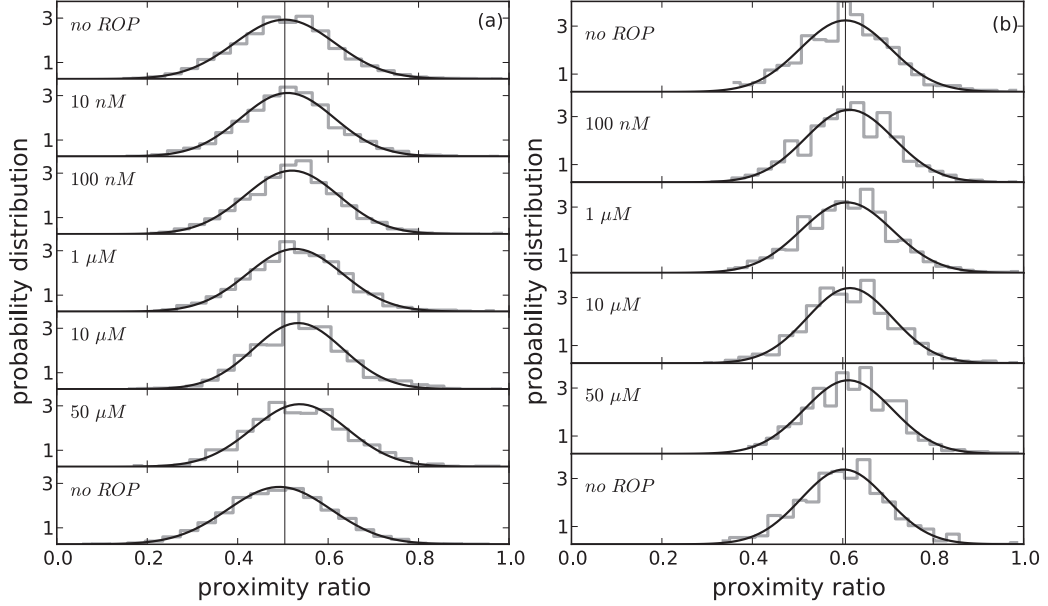 (a)
probability distribution
no ROP
3
1
10 nM
3
1
100 nM
3
1
1 μM
3
1
10 μM
3
1
50 μM
3
1
no ROP
3
1
0.0 0.2 0.4 0.6 0.8 1.0
proximity ratio
(b)
probability distribution
no ROP
3
1
100 nM
3
1
1 μM
3
1
10 μM
3
1
50 μM
3
1
no ROP
3
1
0.0 0.2 0.4 0.6 0.8 1.0
proximity ratio